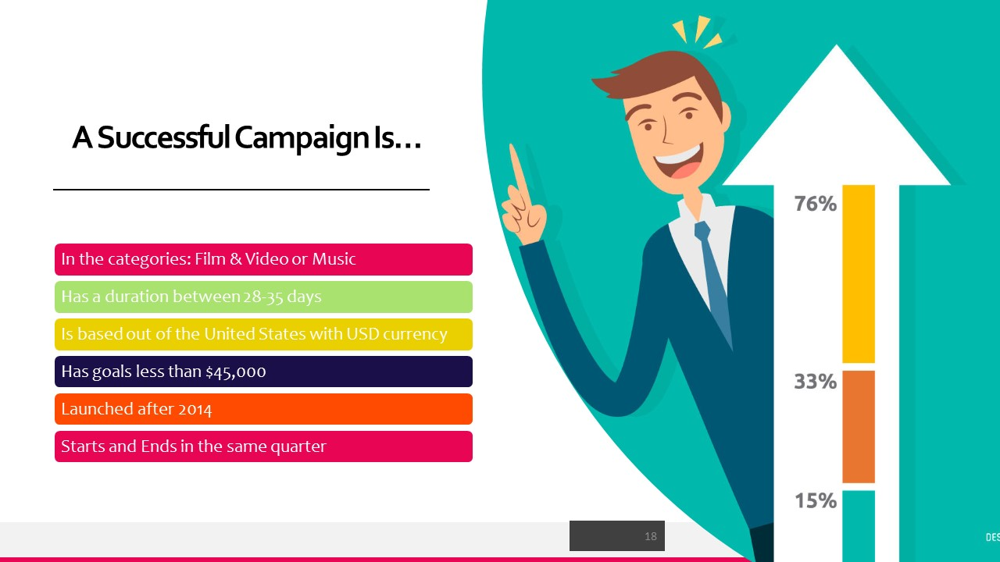 A Successful Campaign Is…
In the categories: Film & Video or Music
Has a duration between 28-35 days
Is based out of the United States with USD currency
Has goals less than $45,000
Launched after 2014
Starts and Ends in the same quarter
76%
33%
15%
18
DES